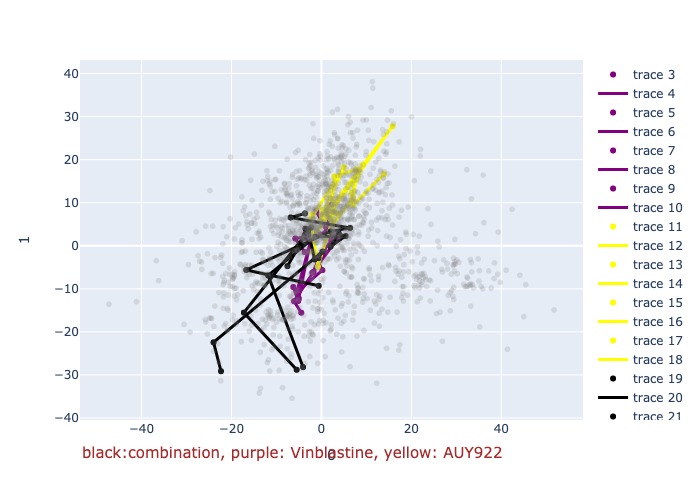 40
30
20
10
0
−10
−20
−30
−40
−40
−20
0
20
40
1
0
black:combination, purple: Vinblastine, yellow: AUY922
trace 3
trace 4
trace 5
trace 6
trace 7
trace 8
trace 9
trace 10
trace 11
trace 12
trace 13
trace 14
trace 15
trace 16
trace 17
trace 18
trace 19
trace 20
trace 21